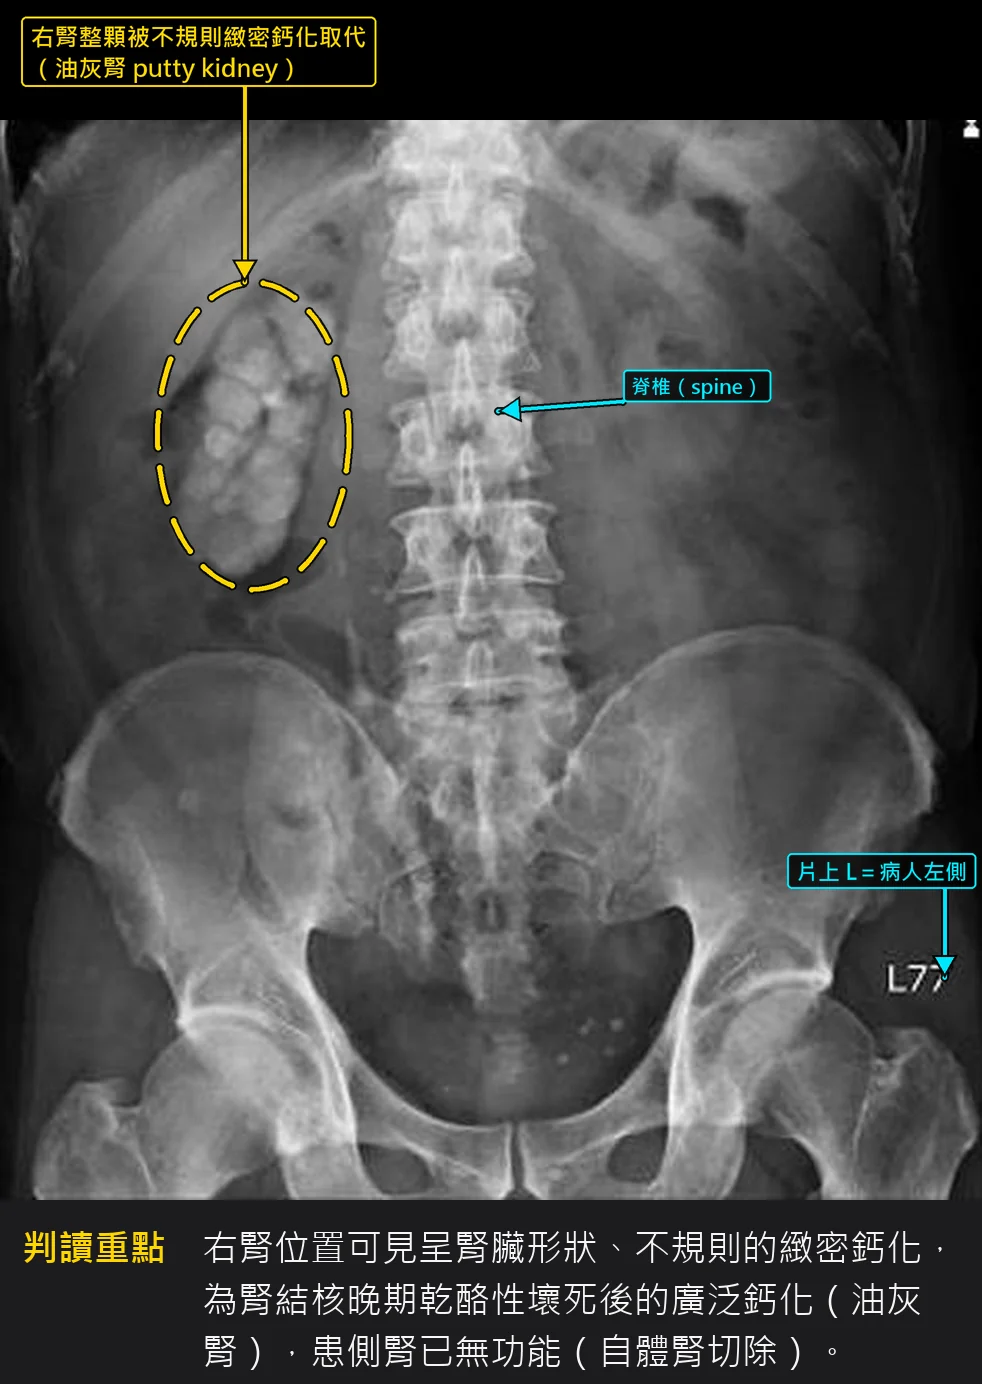 右腎整顆被不規則緻密鈣化取代
（油灰腎 putty kidney）
脊椎（spine）
片上 L = 病人左側
L77
判讀重點
右腎位置可見呈腎臟形狀、不規則的緻密鈣化，
為腎結核晚期乾酪性壞死後的廣泛鈣化（油灰
腎），患側腎已無功能（自體腎切除）。